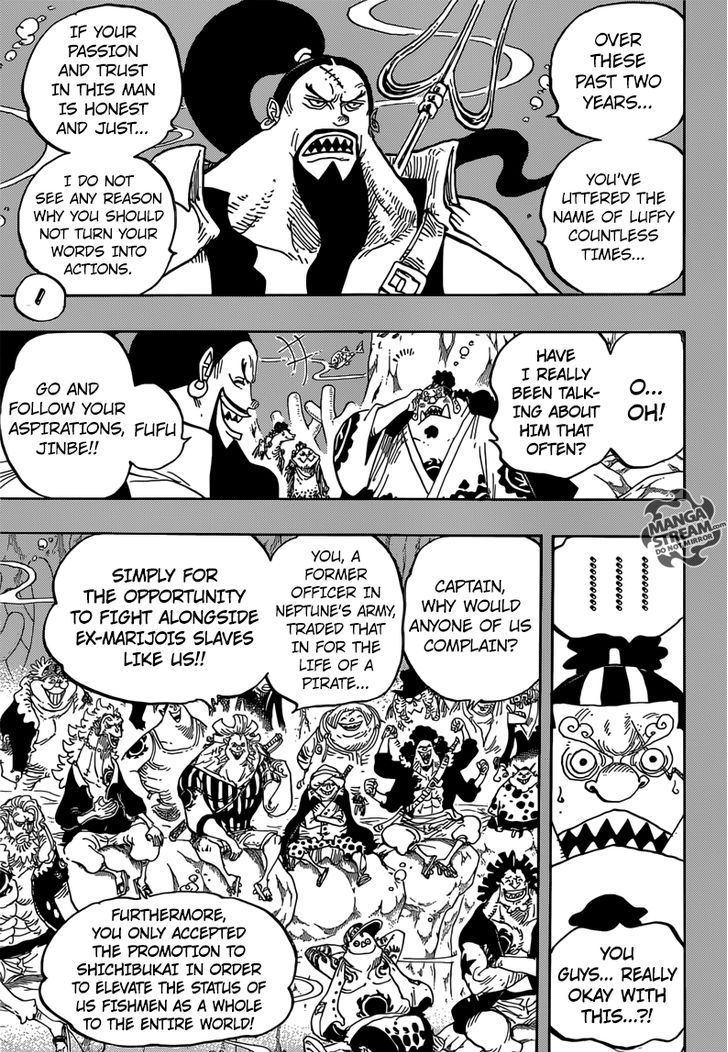 OVER
THESE
PAST TWO
YEARS...
YOU'VE
UTTERED THE
NAME OF LUFFY
COUNTLESS
TIMES...
IF YOUR
PASSION
AND TRUST
IN THIS MAN
IS HONEST
AND JUST...
I DO NOT
SEE ANY REASON
WHY YOU SHOULD
NOT TURN YOUR
WORDS INTO
ACTIONS.
!
O...
OH!
HAVE
I REALLY
BEEN TALK-
ING ABOUT
HIM THAT
OFTEN?
FUFU
GO AND
FOLLOW YOUR
ASPIRATIONS,
JINBE!!
MANGA
STREAM.com
DO NOT MIRROR
!!!
YOU
GUYS... REALLY
OKAY WITH
THIS...?!
CAPTAIN,
WHY WOULD
ANYONE OF US
COMPLAIN?
YOU, A
FORMER
OFFICER IN
NEPTUNE'S ARMY,
TRADED THAT
IN FOR THE
LIFE OF A
PIRATE...
SIMPLY FOR
THE OPPORTUNITY
TO FIGHT ALONGSIDE
EX-MARIJOIS SLAVES
LIKE US!!
FURTHERMORE,
YOU ONLY ACCEPTED
THE PROMOTION TO
SHICHIBUKAI IN ORDER
TO ELEVATE THE STATUS OF
US FISHMEN AS A WHOLE
TO THE ENTIRE WORLD!